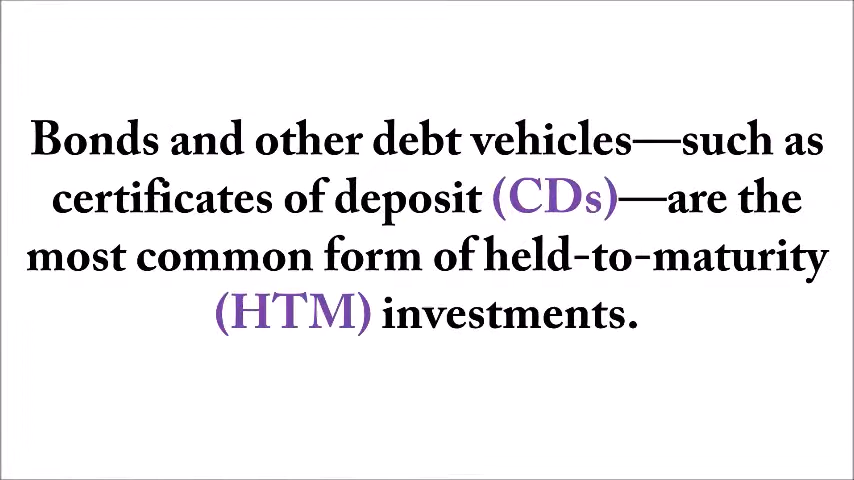 Bonds and other debt vehicles—such as
certificates of deposit (CDs)—are the
most common form of held-to-maturity
(HTM) investments.